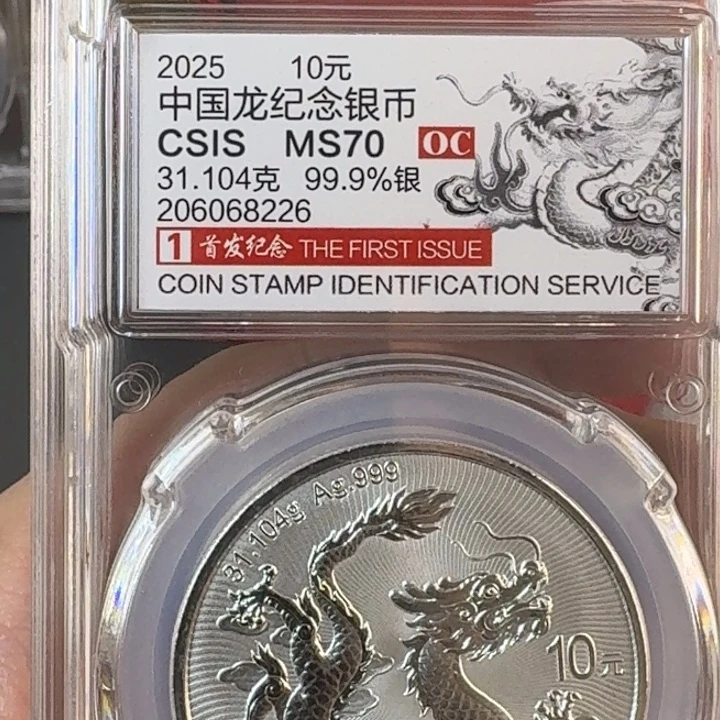 2025 10元
中国龙纪念银币
CSIS MS70 OC
31.104克 99.9%银
206068226
1 首发纪念 THE FIRST ISSUE
COIN STAMP IDENTIFICATION SERVICE
31.104g Ag.999
10元